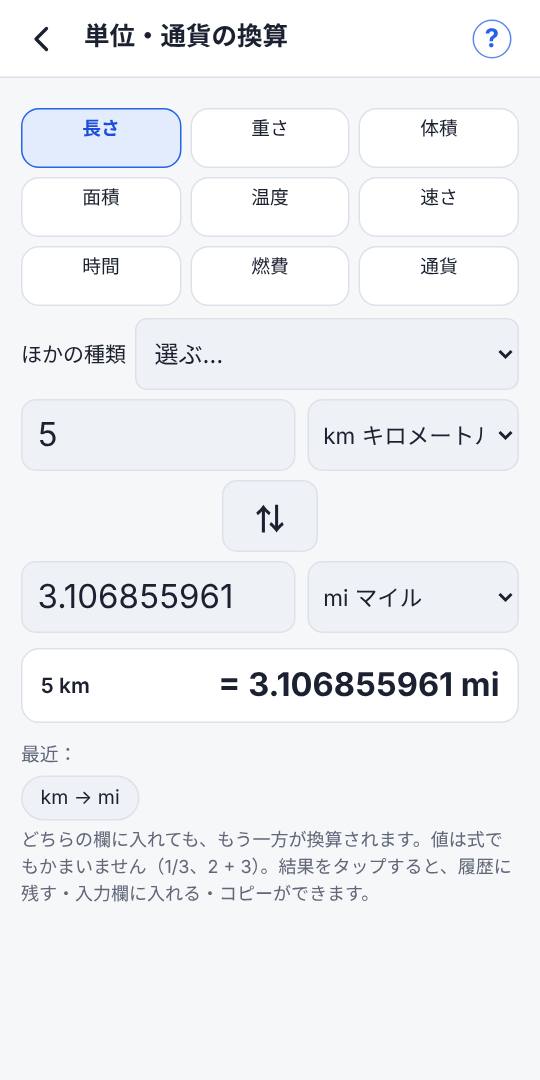 単位・通貨の換算
?
長さ
重さ
体積
面積
温度
速さ
時間
燃費
通貨
ほかの種類
選ぶ...
5
km キロメート
3.106855961
mi マイル
5 km
= 3.106855961 mi
最近：
km → mi
どちらの欄に入れても、もう一方が換算されます。値は式で
もかまいません（1/3、2 + 3）。結果をタップすると、履歴に
残す・入力欄に入れる・コピーができます。